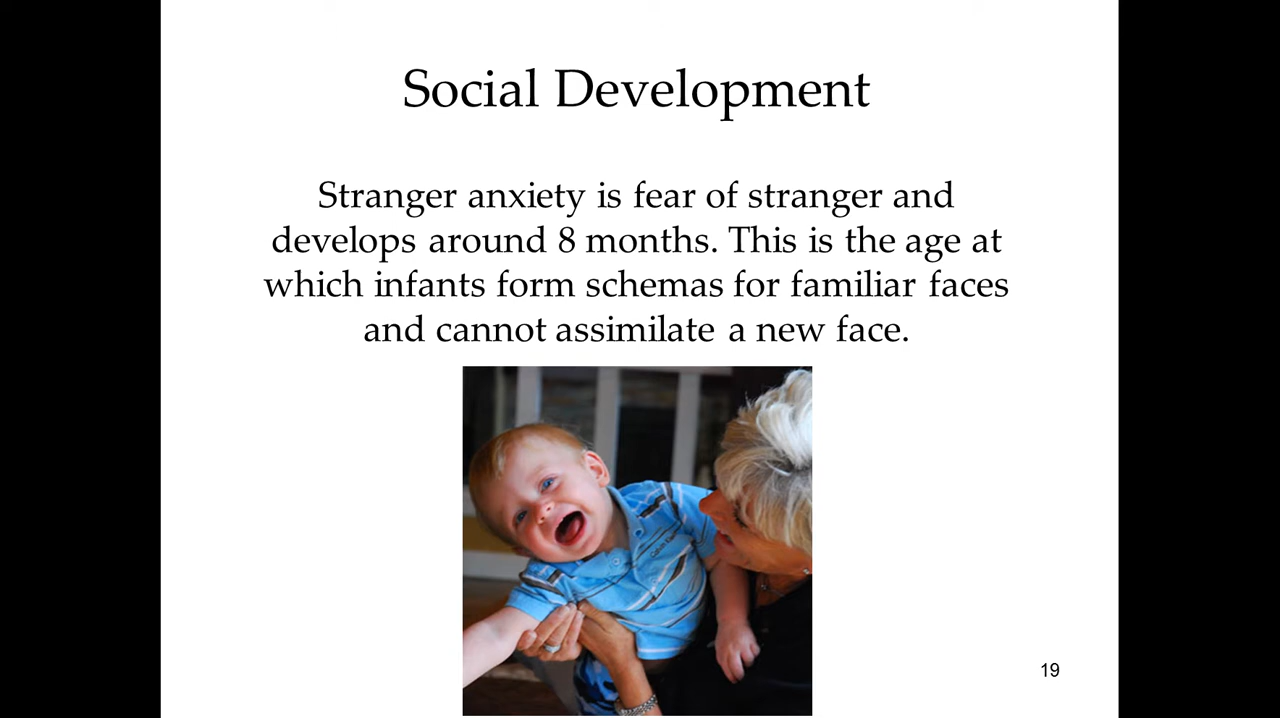 Social Development
Stranger anxiety is fear of stranger and
develops around 8 months. This is the age at
which infants form schemas for familiar faces
and cannot assimilate a new face.
19